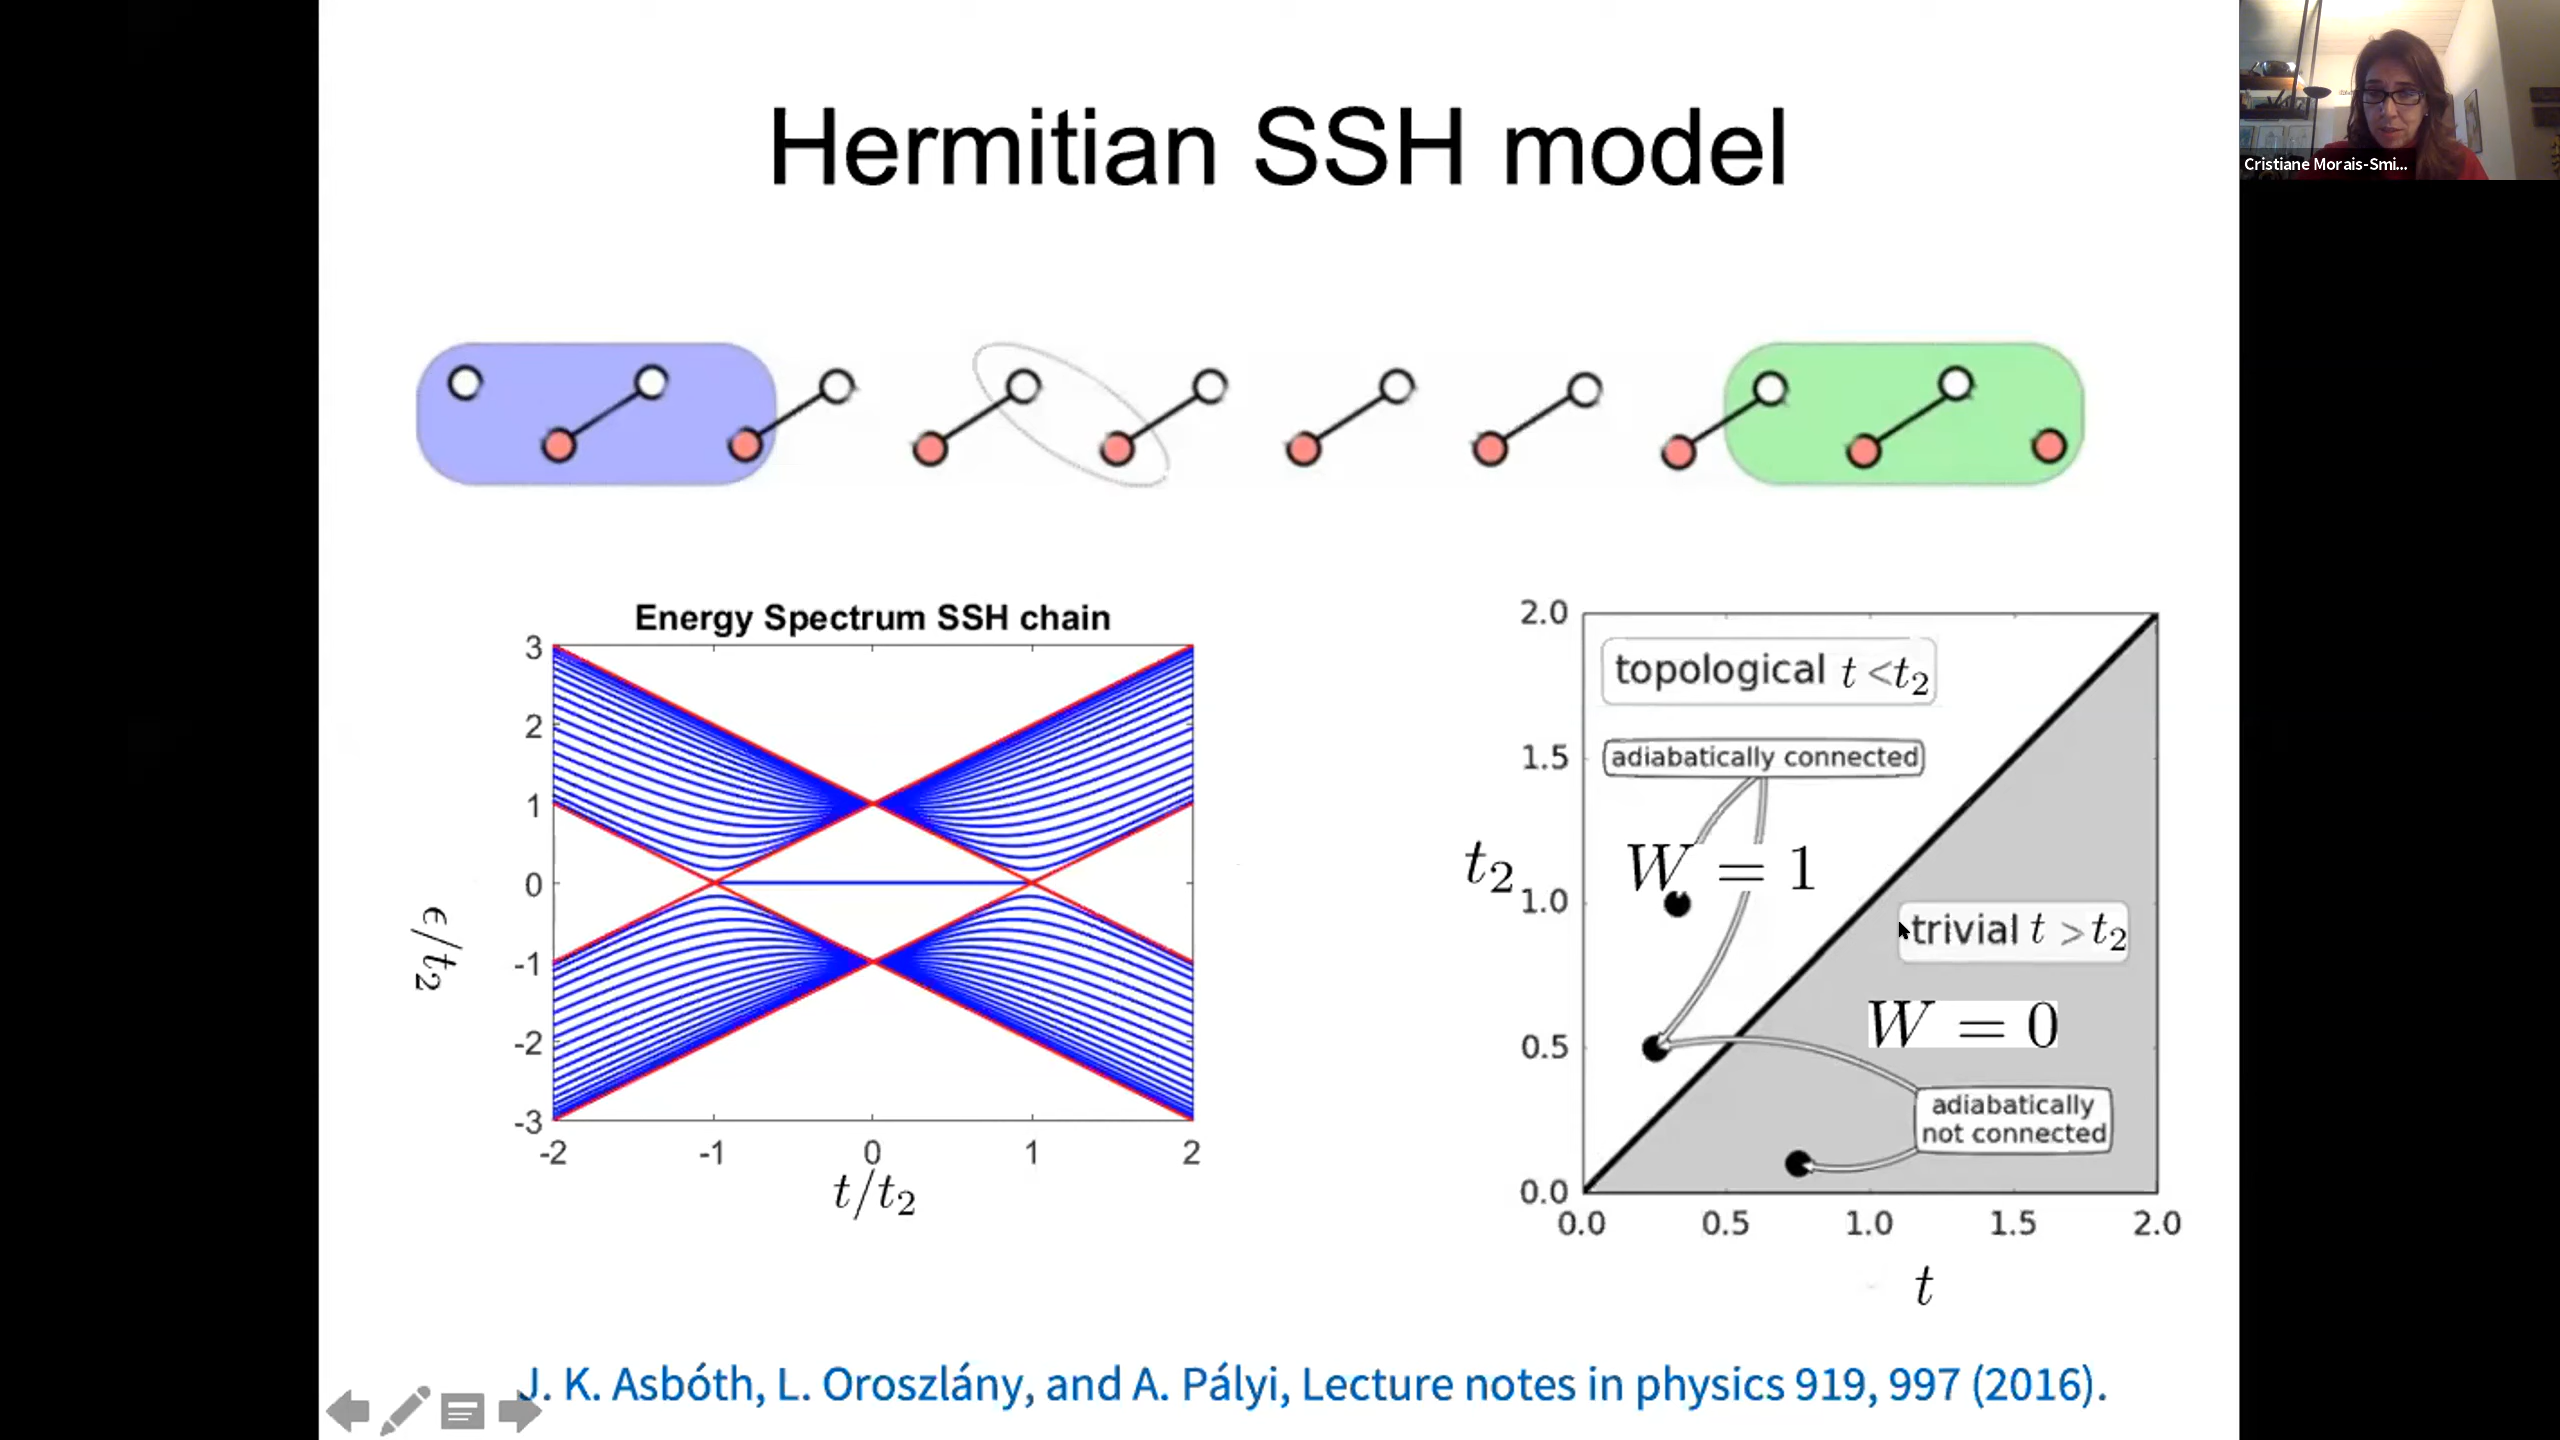 Hermitian SSH model
Cristiane Morais-Smi...
Energy Spectrum SSH chain
3
2
1
0
-1
-2
-3
ϵ/t₂
-2 -1 0 1 2
t/t₂
2.0
1.5
1.0
0.5
0.0
t₂
topological t < t₂
adiabatically connected
W = 1
trivial t > t₂
W = 0
adiabatically
not connected
0.0 0.5 1.0 1.5 2.0
t
J. K. Asbóth, L. Oroszlány, and A. Pályi, Lecture notes in physics 919, 997 (2016).